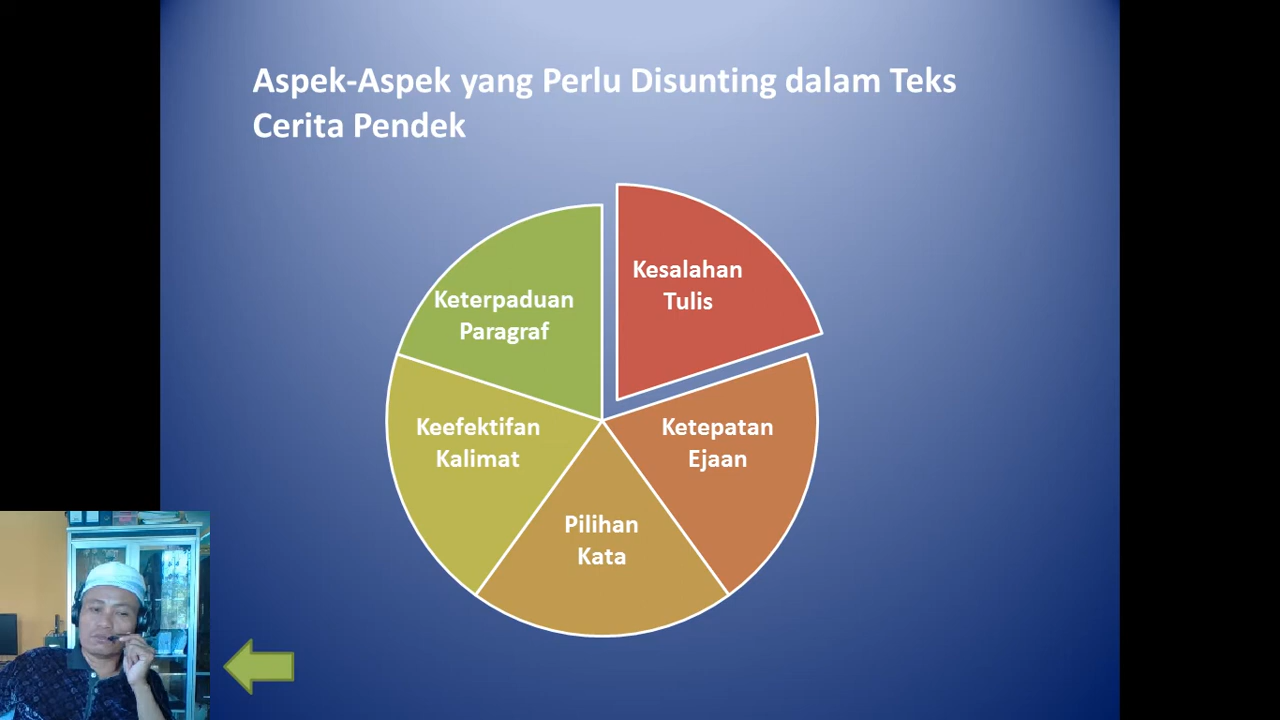 Aspek-Aspek yang Perlu Disunting dalam Teks
Cerita Pendek
Kesalahan
Tulis
Keterpaduan
Paragraf
Keefektifan
Kalimat
Ketepatan
Ejaan
Pilihan
Kata